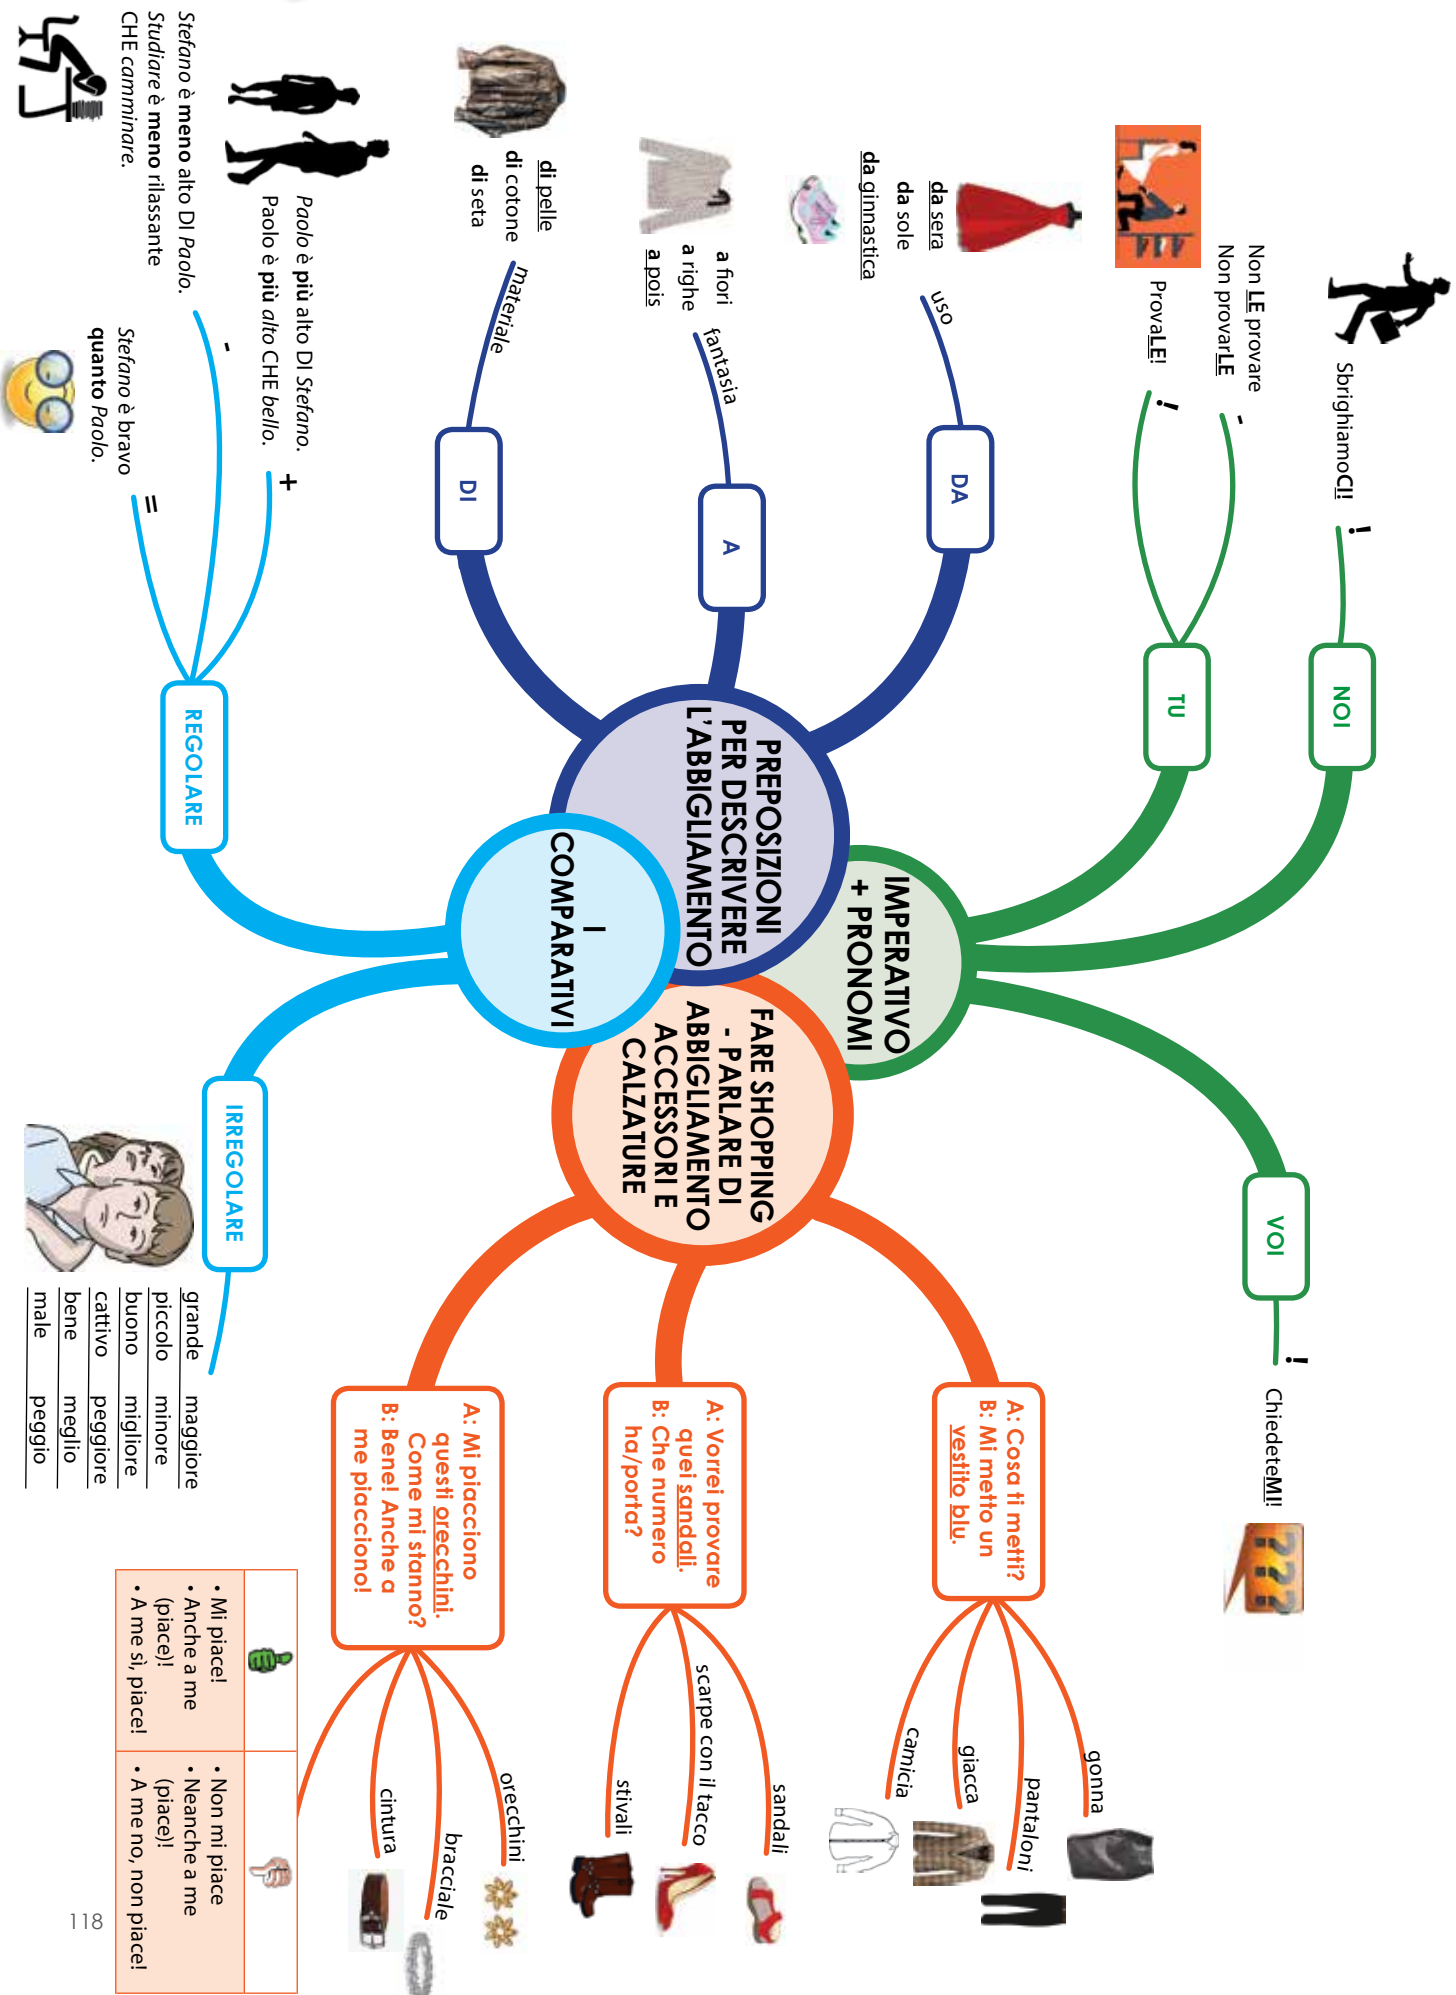 IMPERATIVO
+ PRONOMI
NOI
!
SbrighiamoCI!
TU
-
Non LE provare
Non provarLE
!
ProvaLE!
VOI
!
ChiedeteMI!
???
PREPOSIZIONI
PER DESCRIVERE
L'ABBIGLIAMENTO
DA
uso
da sera
da sole
da ginnastica
A
fantasia
a fiori
a righe
a pois
DI
materiale
di pelle
di cotone
di seta
I
COMPARATIVI
REGOLARE
+
Paolo è più alto DI Stefano.
Paolo è più alto CHE bello.
-
Stefano è meno alto DI Paolo.
Studiare è meno rilassante
CHE camminare.
=
Stefano è bravo
quanto Paolo.
IRREGOLARE
grande maggiore
piccolo minore
buono migliore
cattivo peggiore
bene meglio
male peggio
FARE SHOPPING
- PARLARE DI
ABBIGLIAMENTO
ACCESSORI E
CALZATURE
A: Cosa ti metti?
B: Mi metto un
vestito blu.
gonna
pantaloni
giacca
camicia
A: Vorrei provare
quei sandali.
B: Che numero
ha/porta?
sandali
scarpe con il tacco
stivali
A: Mi piacciono
questi orecchini.
Come mi stanno?
B: Bene! Anche a
me piacciono!
orecchini
bracciale
cintura
• Mi piace!
• Anche a me
(piace)!
• A me sì, piace!
• Non mi piace
• Neanche a me
(piace)!
• A me no, non piace!
118